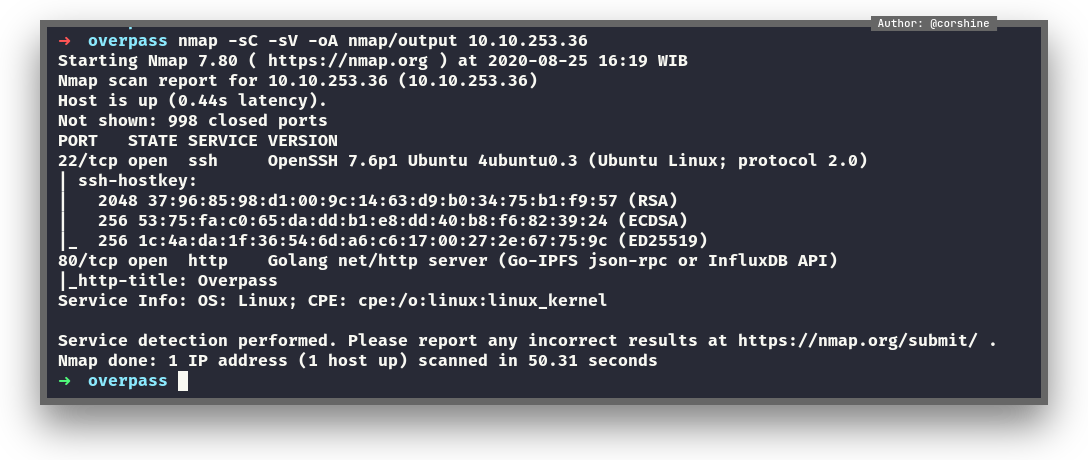 Author: @corshine
➜ overpass nmap -sC -sV -oA nmap/output 10.10.253.36
Starting Nmap 7.80 ( https://nmap.org ) at 2020-08-25 16:19 WIB
Nmap scan report for 10.10.253.36 (10.10.253.36)
Host is up (0.44s latency).
Not shown: 998 closed ports
PORT   STATE SERVICE VERSION
22/tcp open  ssh     OpenSSH 7.6p1 Ubuntu 4ubuntu0.3 (Ubuntu Linux; protocol 2.0)
| ssh-hostkey:
|   2048 37:96:85:98:d1:00:9c:14:63:d9:b0:34:75:b1:f9:57 (RSA)
|   256 53:75:fa:c0:65:da:dd:b1:e8:dd:40:b8:f6:82:39:24 (ECDSA)
|_  256 1c:4a:da:1f:36:54:6d:a6:c6:17:00:27:2e:67:75:9c (ED25519)
80/tcp open  http    Golang net/http server (Go-IPFS json-rpc or InfluxDB API)
|_http-title: Overpass
Service Info: OS: Linux; CPE: cpe:/o:linux:linux_kernel

Service detection performed. Please report any incorrect results at https://nmap.org/submit/ .
Nmap done: 1 IP address (1 host up) scanned in 50.31 seconds
➜ overpass